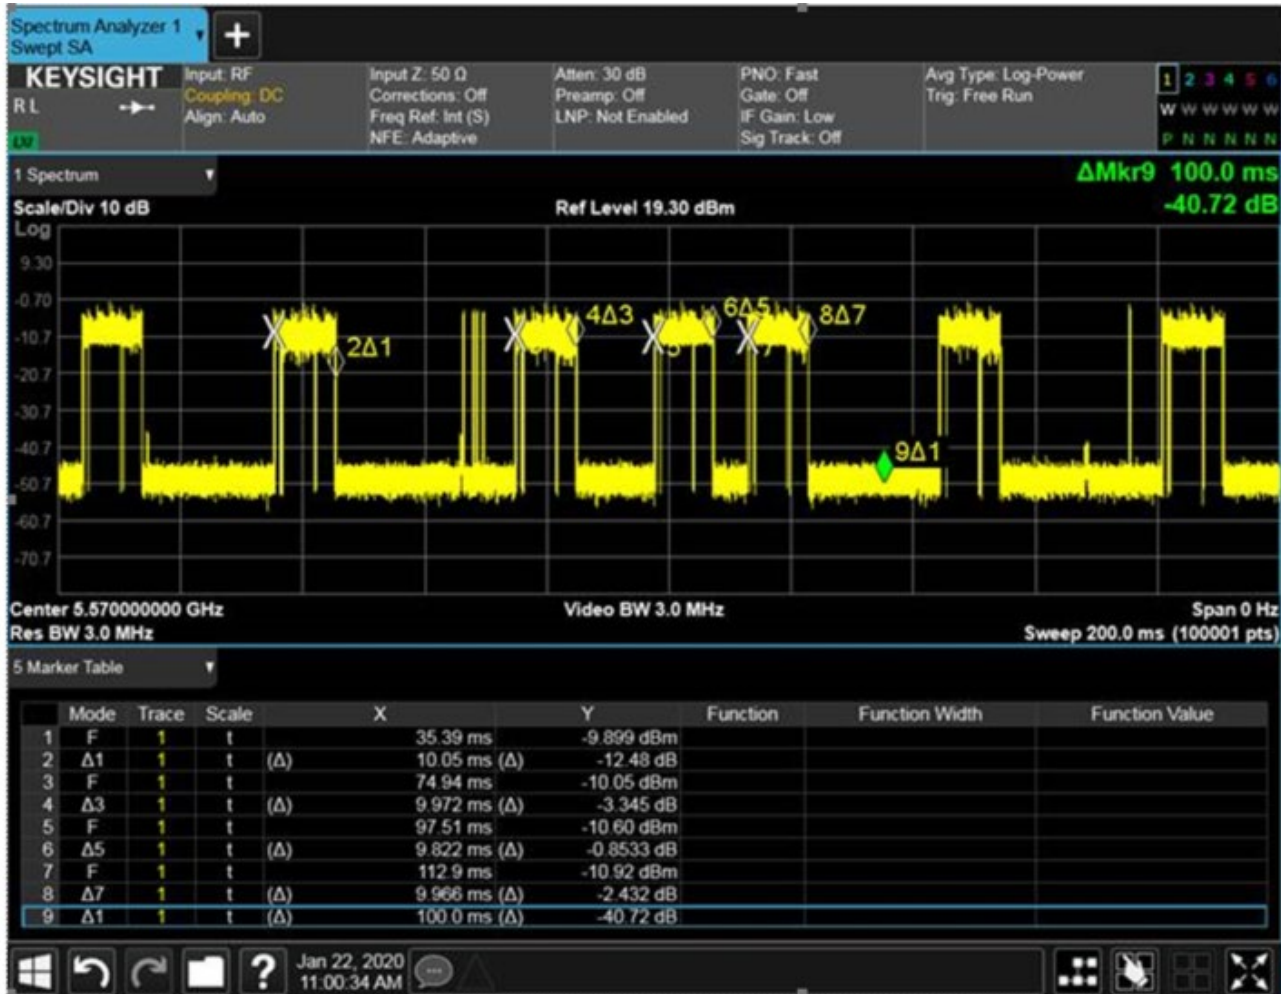 Spectrum Analyzer 1
Swept SA
KEYSIGHT
R L
Input: RF
Coupling: DC
Align: Auto
Input Z: 50 Ω
Corrections: Off
Freq Ref: Int (S)
NFE: Adaptive
Atten: 30 dB
Preamp: Off
LNP: Not Enabled
PNO: Fast
Gate: Off
IF Gain: Low
Sig Track: Off
Avg Type: Log-Power
Trig: Free Run
1 2 3 4 5 6
W W W W W W
P N N N N N
1 Spectrum
ΔMkr9 100.0 ms
-40.72 dB
Scale/Div 10 dB
Ref Level 19.30 dBm
Log
9.30
-0.70
-10.7
-20.7
-30.7
-40.7
-50.7
-60.7
-70.7
2Δ1
4Δ3
6Δ5
8Δ7
9Δ1
Center 5.570000000 GHz
Video BW 3.0 MHz
Span 0 Hz
Res BW 3.0 MHz
Sweep 200.0 ms (100001 pts)
5 Marker Table
Mode Trace Scale X Y Function Function Width Function Value
1 F 1 t 35.39 ms -9.899 dBm
2 Δ1 1 t (Δ) 10.05 ms (Δ) -12.48 dB
3 F 1 t 74.94 ms -10.05 dBm
4 Δ3 1 t (Δ) 9.972 ms (Δ) -3.345 dB
5 F 1 t 97.51 ms -10.60 dBm
6 Δ5 1 t (Δ) 9.822 ms (Δ) -0.8533 dB
7 F 1 t 112.9 ms -10.92 dBm
8 Δ7 1 t (Δ) 9.966 ms (Δ) -2.432 dB
9 Δ1 1 t (Δ) 100.0 ms (Δ) -40.72 dB
?
Jan 22, 2020
11:00:34 AM